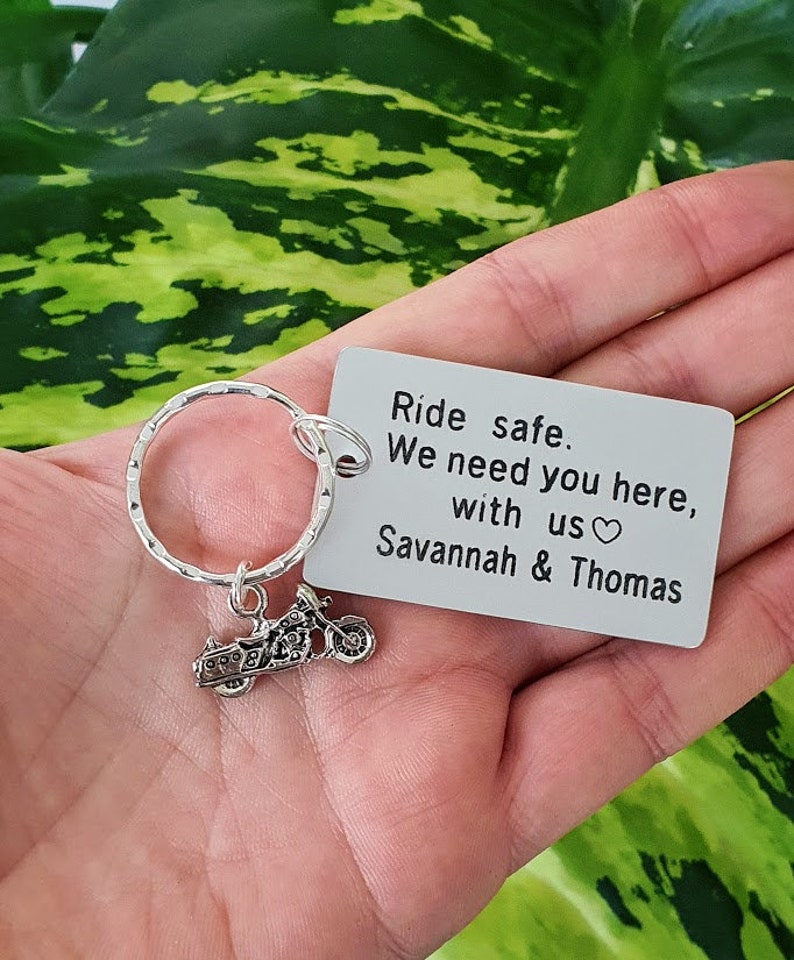 Ride safe.
We need you here,
with us♡
Savannah & Thomas